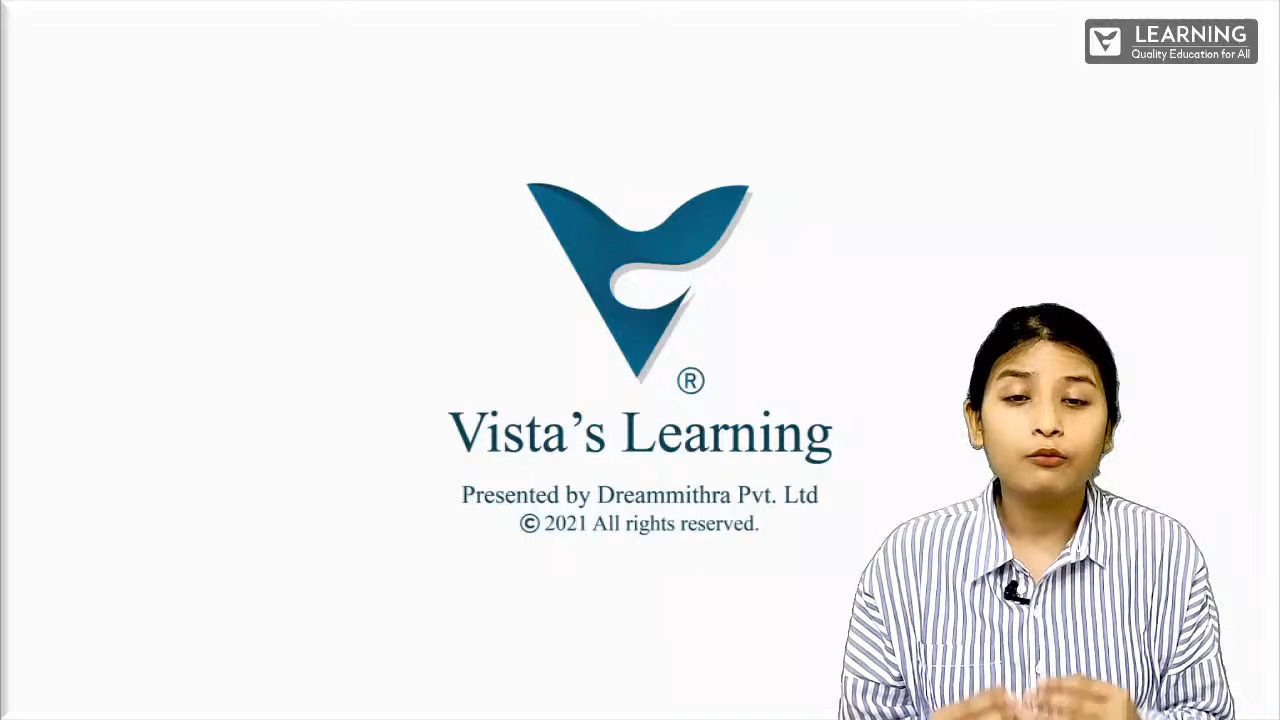 LEARNING
Quality Education for All
®
Vista's Learning
Presented by Dreammithra Pvt. Ltd
© 2021 All rights reserved.